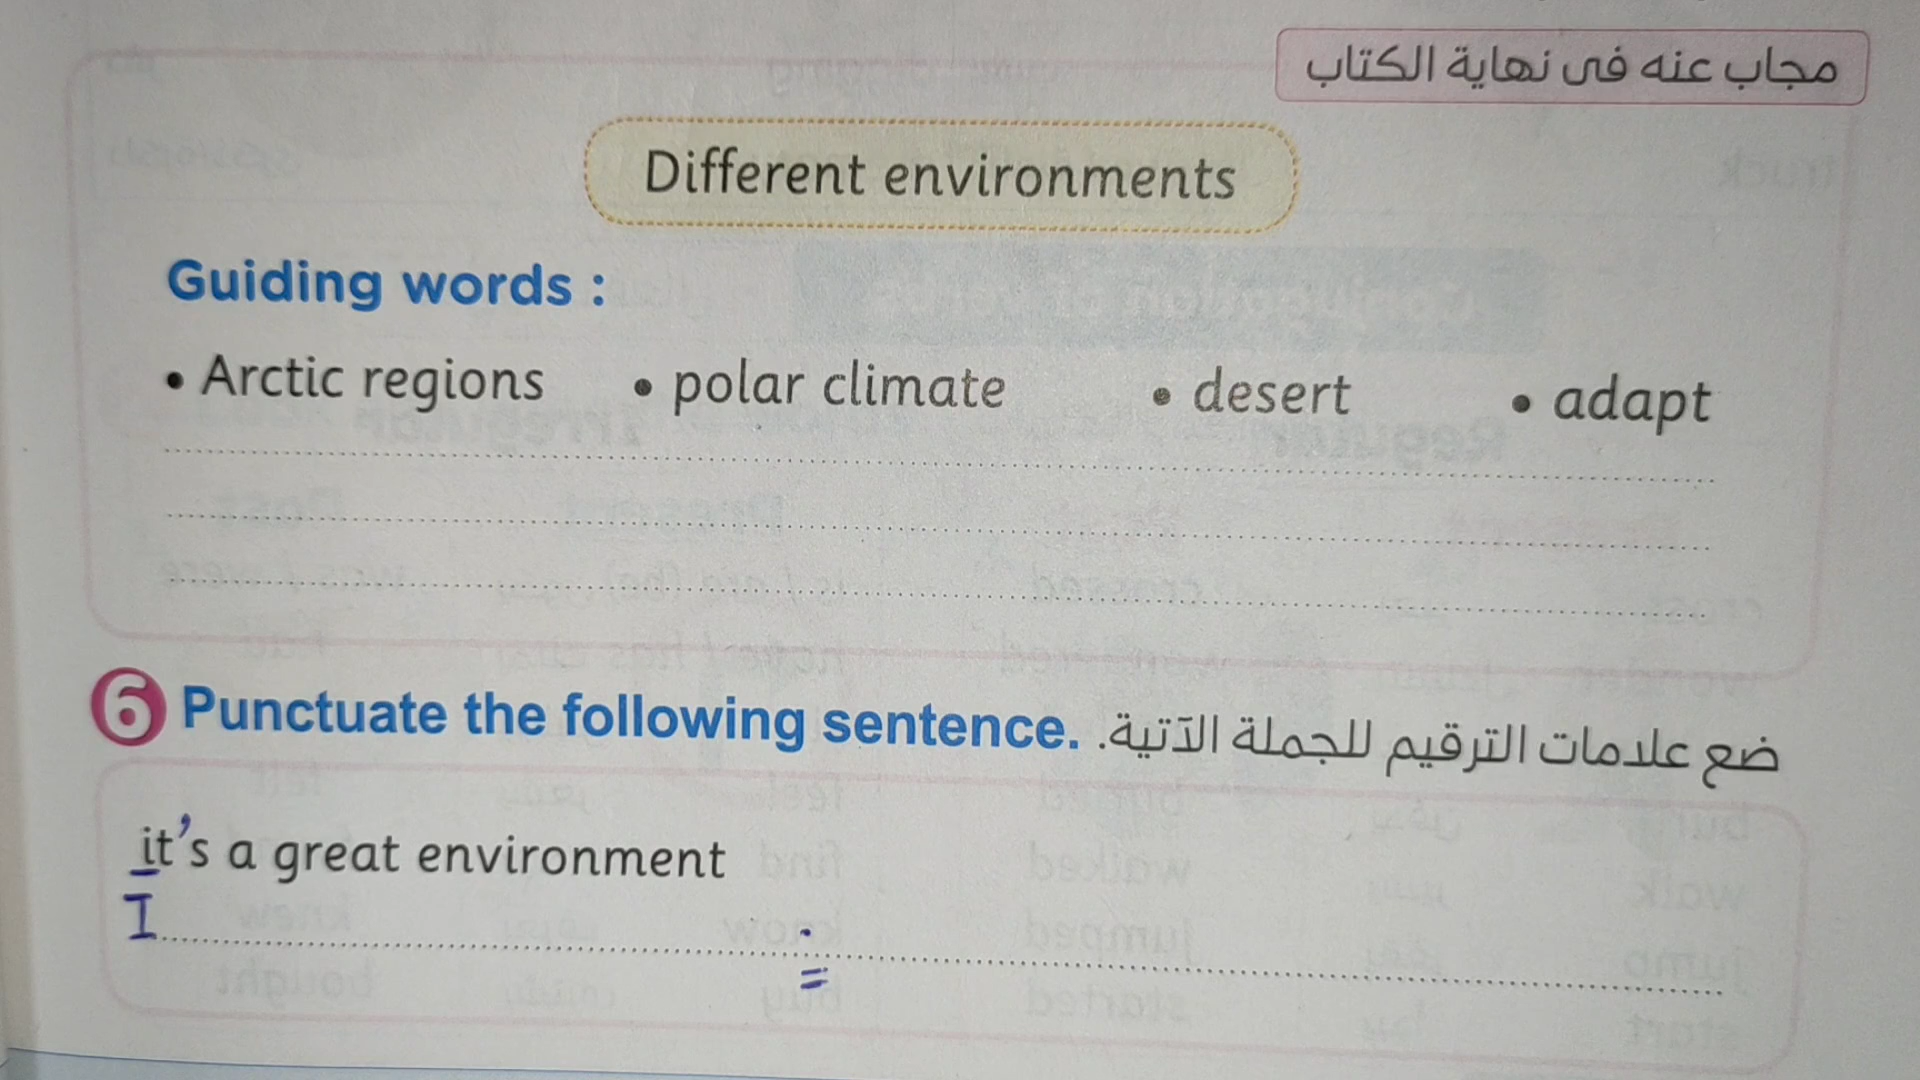 مجاب عنه فى نهاية الكتاب
Different environments
Guiding words :
• Arctic regions • polar climate • desert • adapt
6 Punctuate the following sentence. ضع علامات الترقيم للجملة الآتية.
it's a great environment
I .
=